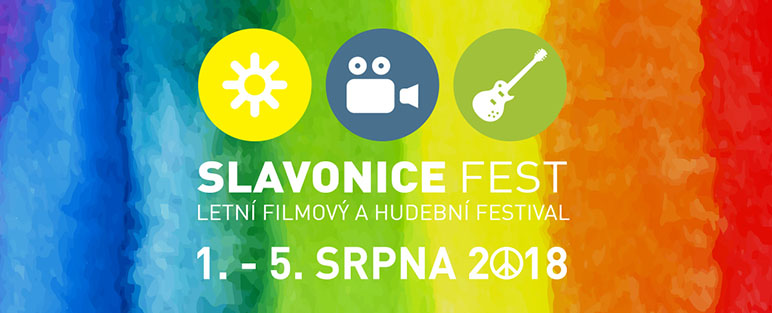 SLAVONICE FEST
LETNÍ FILMOVÝ A HUDEBNÍ FESTIVAL
1. - 5. SRPNA 2018